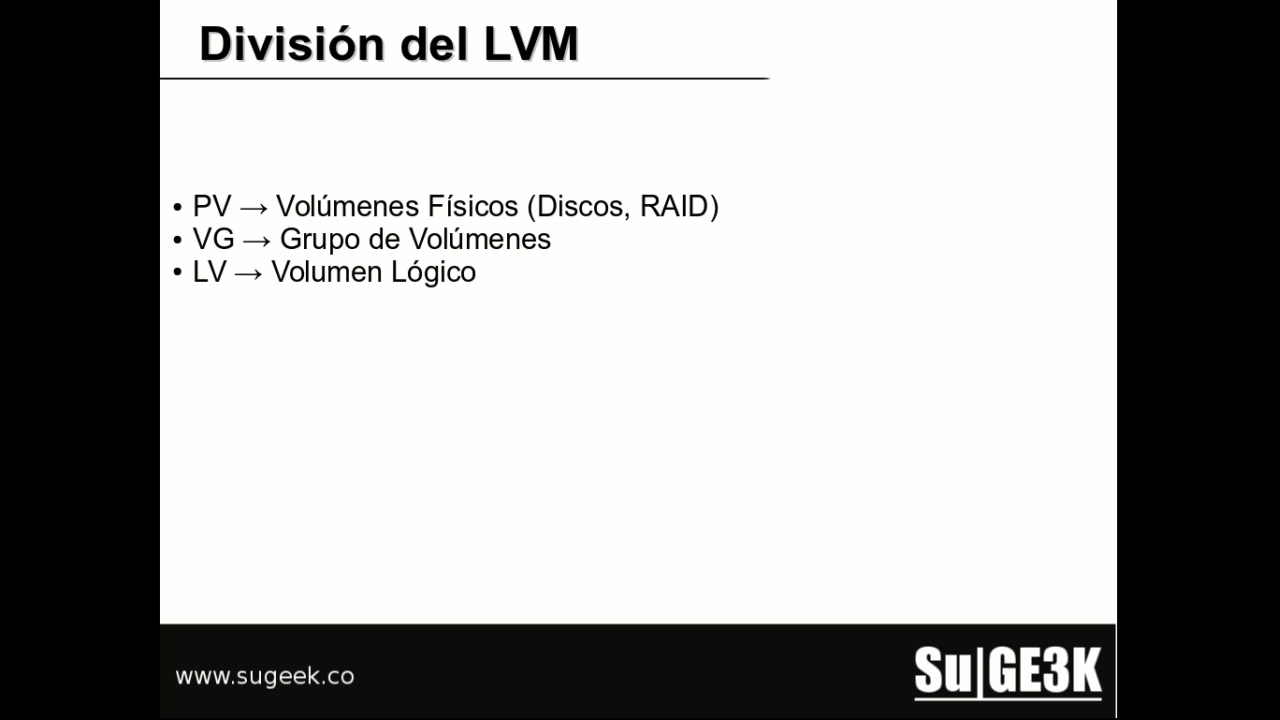 División del LVM
• PV → Volúmenes Físicos (Discos, RAID)
• VG → Grupo de Volúmenes
• LV → Volumen Lógico
www.sugeek.co
Su|GE3K